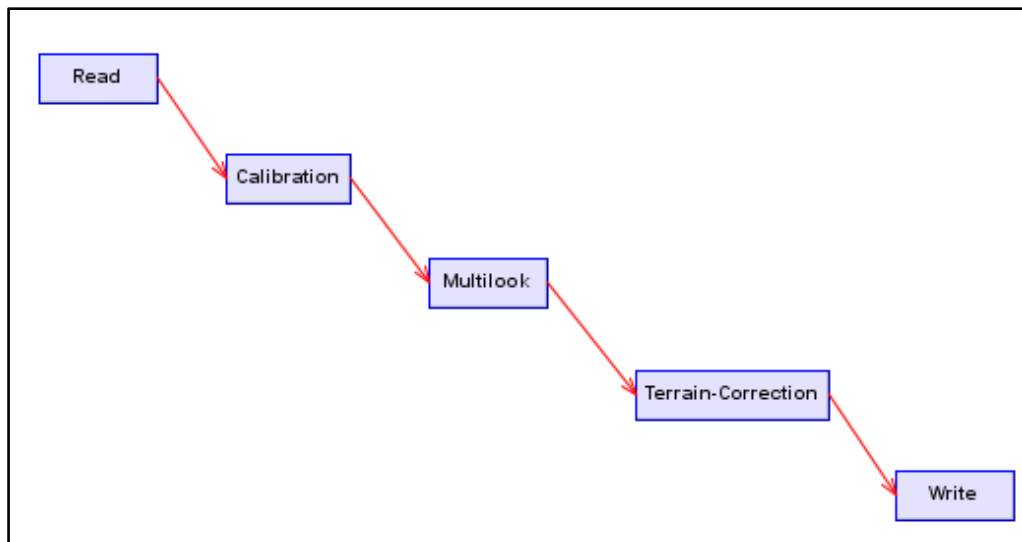 Read
Calibration
Multilook
Terrain-Correction
Write